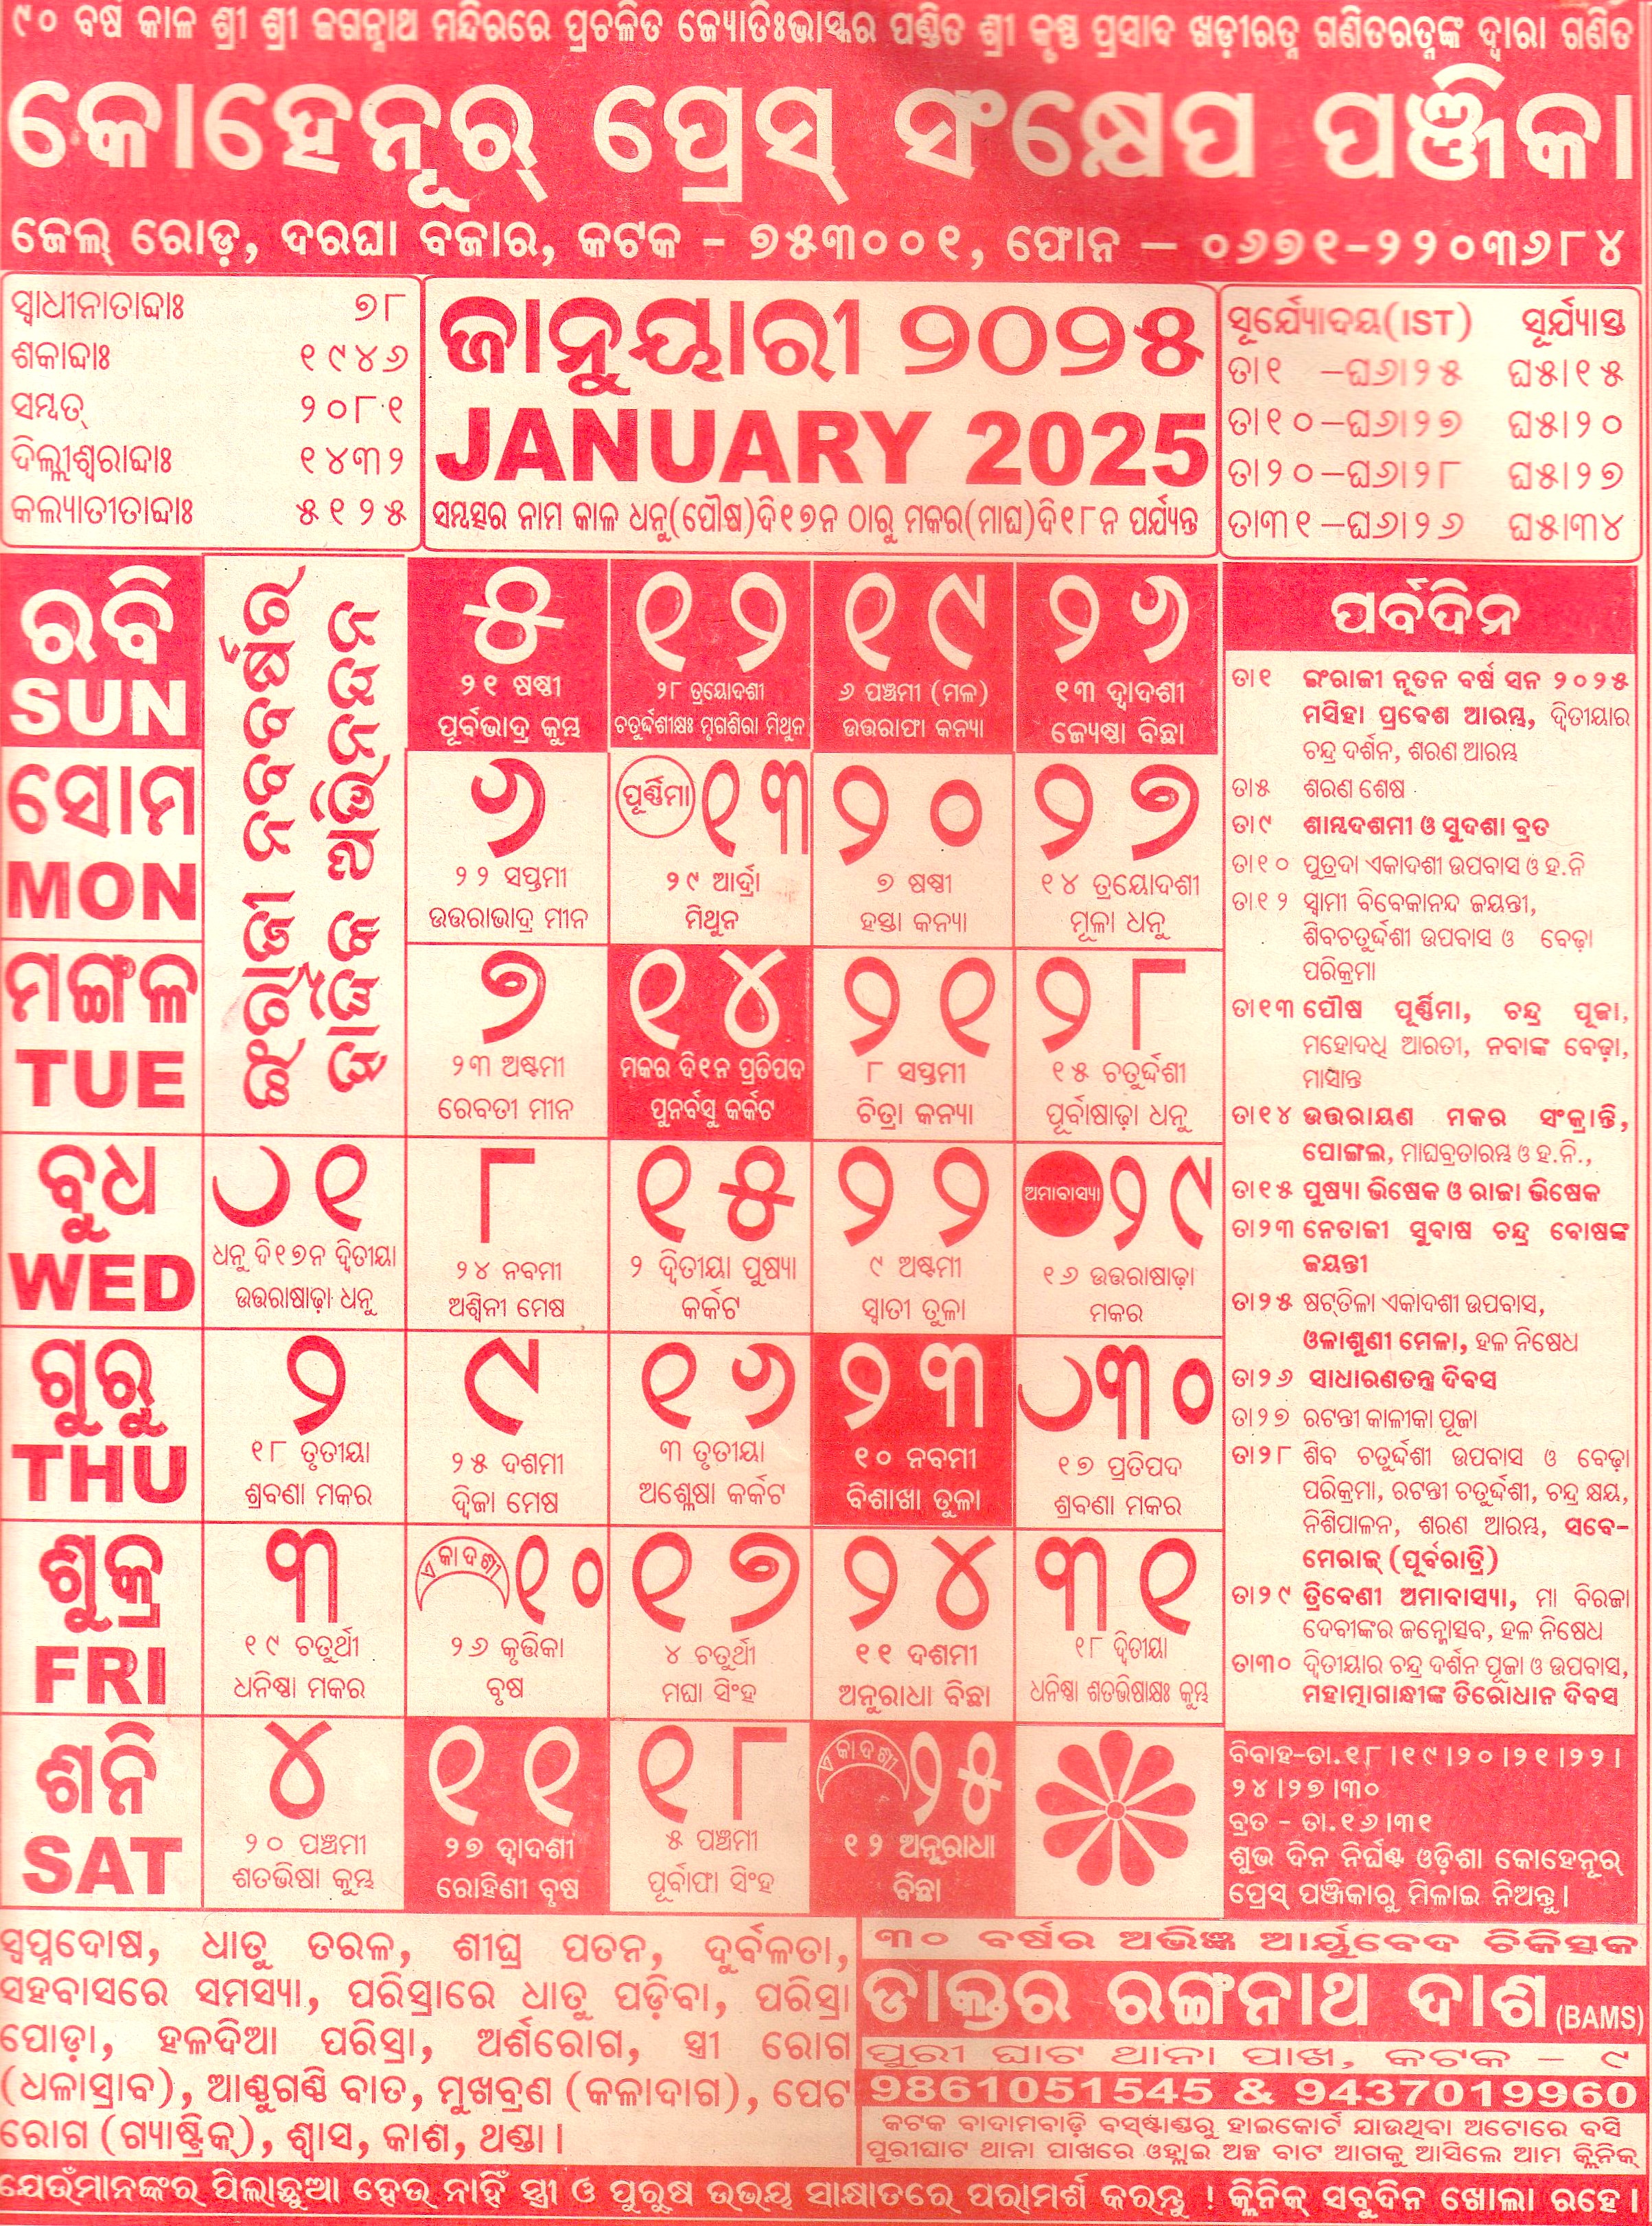 ୯୦ ବର୍ଷ କାଳ ଶ୍ରୀ ଶ୍ରୀ ଜଗନ୍ନାଥ ମନ୍ଦିରରେ ପ୍ରଚଳିତ ଜ୍ୟୋତିଃଭାସ୍କର ପଣ୍ଡିତ ଶ୍ରୀ କୃଷ୍ଣ ପ୍ରସାଦ ଖଡ଼ୀରତ୍ନ ଗଣିତରତ୍ନଙ୍କ ଦ୍ୱାରା ଗଣିତ
କୋହେନୂର୍ ପ୍ରେସ୍ ସଂକ୍ଷେପ ପଞ୍ଜିକା
ଜେଲ୍ ରୋଡ଼, ଦରଘା ବଜାର, କଟକ - ୭୫୩୦୦୧, ଫୋନ – ୦୬୭୧-୨୨୦୩୬୮୪
ସ୍ୱାଧୀନାତାବ୍ଦାଃ ୭୮
ଶକାବ୍ଦାଃ ୧୯୪୬
ସମ୍ଵତ୍ ୨୦୮୧
ଦିଲ୍ଲୀଶ୍ୱରାବ୍ଦାଃ ୧୪୩୨
କଲ୍ୟାତୀତାବ୍ଦାଃ ୫୧୨୫
ଜାନୁୟାରୀ ୨୦୨୫
JANUARY 2025
ସମ୍ବତ୍ସର ନାମ କାଳ ଧନୁ(ପୌଷ)ଦି୧୭ନ ଠାରୁ ମକର(ମାଘ)ଦି୧୮ନ ପର୍ଯ୍ୟନ୍ତ
ସୂର୍ଯ୍ୟୋଦୟ(IST) ସୂର୍ଯ୍ୟାସ୍ତ
ତା୧ –ଘ୬।୨୫ ଘ୫।୧୫
ତା୧୦–ଘ୬।୨୭ ଘ୫।୨୦
ତା୨୦–ଘ୬।୨୮ ଘ୫।୨୭
ତା୩୧–ଘ୬।୨୬ ଘ୫।୩୪
ଇଂରାଜୀ ନବବର୍ଷର
ହାର୍ଦ୍ଦିକ ଅଭିନନ୍ଦନ
ରବି
SUN
୫ ୧୨ ୧୯ ୨୬
୨୧ ଷଷ୍ଠୀ ୨୮ ତ୍ରୟୋଦଶୀ ୬ ପଞ୍ଚମୀ (ମଳ) ୧୩ ଦ୍ୱାଦଶୀ
ପୂର୍ବଭାଦ୍ର କୁମ୍ଭ ଚତୁର୍ଦ୍ଦଶୀକ୍ଷଃ ମୃଗଶିରା ମିଥୁନ ଉତ୍ତରାଫା କନ୍ୟା ଜ୍ୟେଷ୍ଠା ବିଛା
ସୋମ
MON
୬ ପୂର୍ଣ୍ଣିମା ୧୩ ୨୦ ୨୭
୨୨ ସପ୍ତମୀ ୨୯ ଆର୍ଦ୍ରା ୭ ଷଷ୍ଠୀ ୧୪ ତ୍ରୟୋଦଶୀ
ଉତ୍ତରାଭାଦ୍ର ମୀନ ମିଥୁନ ହସ୍ତା କନ୍ୟା ମୂଳା ଧନୁ
ମଙ୍ଗଳ
TUE
୭ ୧୪ ୨୧ ୨୮
୨୩ ଅଷ୍ଟମୀ ମକର ଦି୧ନ ପ୍ରତିପଦ ୮ ସପ୍ତମୀ ୧୫ ଚତୁର୍ଦ୍ଦଶୀ
ରେବତୀ ମୀନ ପୁନର୍ବସୁ କର୍କଟ ଚିତ୍ରା କନ୍ୟା ପୂର୍ବାଷାଢ଼ା ଧନୁ
ବୁଧ
WED
୧ ୮ ୧୫ ୨୨ ଅମାବାସ୍ୟା ୨୯
ଧନୁ ଦି୧୭ନ ଦ୍ୱିତୀୟା ୨୪ ନବମୀ ୨ ଦ୍ୱିତୀୟା ପୁଷ୍ୟା ୯ ଅଷ୍ଟମୀ ୧୬ ଉତ୍ତରାଷାଢ଼ା
ଉତ୍ତରାଷାଢ଼ା ଧନୁ ଅଶ୍ୱିନୀ ମେଷ କର୍କଟ ସ୍ୱାତୀ ତୁଳା ମକର
ଗୁରୁ
THU
୨ ୯ ୧୬ ୨୩ ୩୦
୧୮ ତୃତୀୟା ୨୫ ଦଶମୀ ୩ ତୃତୀୟା ୧୦ ନବମୀ ୧୭ ପ୍ରତିପଦ
ଶ୍ରବଣା ମକର ଦ୍ୱିଜା ମେଷ ଅଶ୍ଳେଷା କର୍କଟ ବିଶାଖା ତୁଳା ଶ୍ରବଣା ମକର
ଶୁକ୍ର
FRI
୩ ଏକାଦଶୀ ୧୦ ୧୭ ୨୪ ୩୧
୧୯ ଚତୁର୍ଥୀ ୨୬ କୃତ୍ତିକା ୪ ଚତୁର୍ଥୀ ୧୧ ଦଶମୀ ୧୮ ଦ୍ୱିତୀୟା
ଧନିଷ୍ଠା ମକର ବୃଷ ମଘା ସିଂହ ଅନୁରାଧା ବିଛା ଧନିଷ୍ଠା ଶତଭିଷାକ୍ଷଃ କୁମ୍ଭ
ଶନି
SAT
୪ ୧୧ ୧୮ ଏକାଦଶୀ ୨୫
୨୦ ପଞ୍ଚମୀ ୨୭ ଦ୍ୱାଦଶୀ ୫ ପଞ୍ଚମୀ ୧୨ ଅନୁରାଧା
ଶତଭିଷା କୁମ୍ଭ ରୋହିଣୀ ବୃଷ ପୂର୍ବାଫା ସିଂହ ବିଛା
ପର୍ବଦିନ
ତା୧ ଇଂରାଜୀ ନୂତନ ବର୍ଷ ସନ ୨୦୨୫
ମସିହା ପ୍ରବେଶ ଆରମ୍ଭ, ଦ୍ୱିତୀୟାର
ଚନ୍ଦ୍ର ଦର୍ଶନ, ଶରଣ ଆରମ୍ଭ
ତା୫ ଶରଣ ଶେଷ
ତା୯ ଶାମ୍ବଦଶମୀ ଓ ସୁଦଶା ବ୍ରତ
ତା୧୦ ପୁତ୍ରଦା ଏକାଦଶୀ ଉପବାସ ଓ ହ.ନି
ତା୧୨ ସ୍ୱାମୀ ବିବେକାନନ୍ଦ ଜୟନ୍ତୀ,
ଶିବଚତୁର୍ଦ୍ଦଶୀ ଉପବାସ ଓ ବେଢ଼ା
ପରିକ୍ରମା
ତା୧୩ ପୌଷ ପୂର୍ଣ୍ଣିମା, ଚନ୍ଦ୍ର ପୂଜା,
ମହୋଦଧି ଆରତୀ, ନବାଙ୍କ ବେଢ଼ା,
ମାସାନ୍ତ
ତା୧୪ ଉତ୍ତରାୟଣ ମକର ସଂକ୍ରାନ୍ତି,
ପୋଙ୍ଗଲ, ମାଘବ୍ରତାରମ୍ଭ ଓ ହ.ନି.,
ତା୧୫ ପୁଷ୍ୟା ଭିଷେକ ଓ ରାଜା ଭିଷେକ
ତା୨୩ ନେତାଜୀ ସୁବାଷ ଚନ୍ଦ୍ର ବୋଷଙ୍କ
ଜୟନ୍ତୀ
ତା୨୫ ଷଟ୍‌ତିଳା ଏକାଦଶୀ ଉପବାସ,
ଓଳାଶୁଣୀ ମେଳା, ହଳ ନିଷେଧ
ତା୨୬ ସାଧାରଣତନ୍ତ୍ର ଦିବସ
ତା୨୭ ରଟନ୍ତୀ କାଳୀକା ପୂଜା
ତା୨୮ ଶିବ ଚତୁର୍ଦ୍ଦଶୀ ଉପବାସ ଓ ବେଢ଼ା
ପରିକ୍ରମା, ରଟନ୍ତୀ ଚତୁର୍ଦ୍ଦଶୀ, ଚନ୍ଦ୍ର କ୍ଷୟ,
ନିଶିପାଳନ, ଶରଣ ଆରମ୍ଭ, ସବେ-
ମେରାଜ୍ (ପୂର୍ବରାତ୍ରି)
ତା୨୯ ତ୍ରିବେଣୀ ଅମାବାସ୍ୟା, ମା ବିରଜା
ଦେବୀଙ୍କର ଜନ୍ମୋତ୍ସବ, ହଳ ନିଷେଧ
ତା୩୦ ଦ୍ୱିତୀୟାର ଚନ୍ଦ୍ର ଦର୍ଶନ ପୂଜା ଓ ଉପବାସ,
ମହାତ୍ମାଗାନ୍ଧୀଙ୍କ ତିରୋଧାନ ଦିବସ
ବିବାହ-ତା.୧୮।୧୯।୨୦।୨୧।୨୨।
୨୪।୨୭।୩୦
ବ୍ରତ - ତା.୧୬।୩୧
ଶୁଭ ଦିନ ନିର୍ଘଣ୍ଟ ଓଡ଼ିଶା କୋହେନୂର୍
ପ୍ରେସ୍ ପଞ୍ଜିକାରୁ ମିଳାଇ ନିଅନ୍ତୁ।
ସ୍ୱପ୍ନଦୋଷ, ଧାତୁ ତରଳ, ଶୀଘ୍ର ପତନ, ଦୁର୍ବଳତା,
ସହବାସରେ ସମସ୍ୟା, ପରିସ୍ରାରେ ଧାତୁ ପଡ଼ିବା, ପରିସ୍ରା
ପୋଡ଼ା, ହଳଦିଆ ପରିସ୍ରା, ଅର୍ଶରୋଗ, ସ୍ତ୍ରୀ ରୋଗ
(ଧଳାସ୍ରାବ), ଆଣ୍ଠୁଗଣ୍ଠି ବାତ, ମୁଖବ୍ରଣ (କଳାଦାଗ), ପେଟ
ରୋଗ (ଗ୍ୟାଷ୍ଟ୍ରିକ୍), ଶ୍ୱାସ, କାଶ, ଥଣ୍ଡା।
୩୦ ବର୍ଷର ଅଭିଜ୍ଞ ଆର୍ୟୁବେଦ ଚିକିତ୍ସକ
ଡାକ୍ତର ରଙ୍ଗନାଥ ଦାଶ (BAMS)
ପୁରୀ ଘାଟ ଥାନା ପାଖ, କଟକ – ୯
9861051545 & 9437019960
କଟକ ବାଦାମବାଡ଼ି ବସ୍‌ଷ୍ଟାଣ୍ଡରୁ ହାଇକୋର୍ଟ ଯାଉଥିବା ଅଟୋରେ ବସି
ପୁରୀଘାଟ ଥାନା ପାଖରେ ଓହ୍ଲାଇ ଅଳ୍ପ ବାଟ ଆଗକୁ ଆସିଲେ ଆମ କ୍ଲିନିକ୍
ଯେଉଁମାନଙ୍କର ପିଲାଛୁଆ ହେଉ ନାହିଁ ସ୍ତ୍ରୀ ଓ ପୁରୁଷ ଉଭୟ ସାକ୍ଷାତରେ ପରାମର୍ଶ କରନ୍ତୁ ! କ୍ଲିନିକ୍ ସବୁଦିନ ଖୋଲା ରହେ।